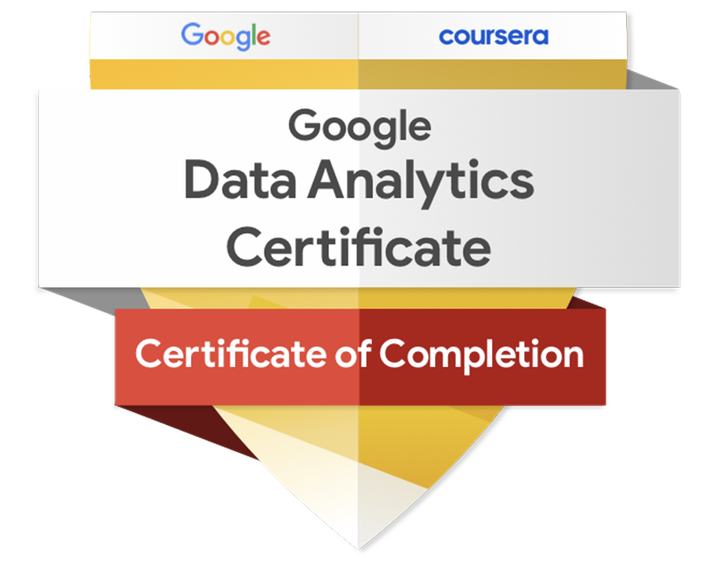 Google coursera
Google
Data Analytics
Certificate
Certificate of Completion